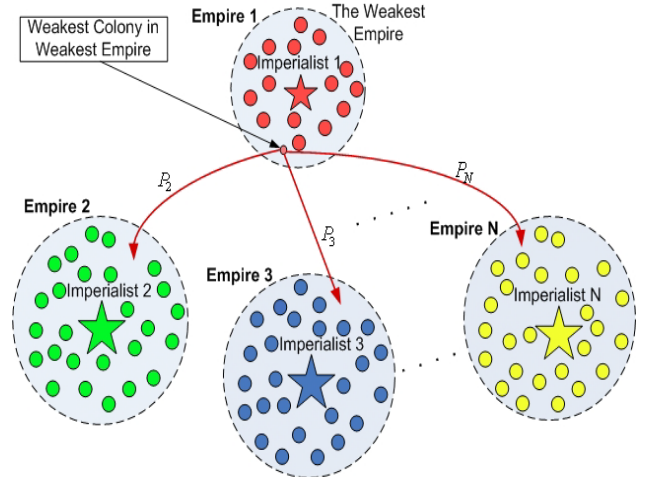 Weakest Colony in
Weakest Empire
Empire 1
The Weakest
Empire
Imperialist 1
P2
P3
PN
Empire 2
Imperialist 2
Empire 3
Imperialist 3
Empire N
Imperialist N